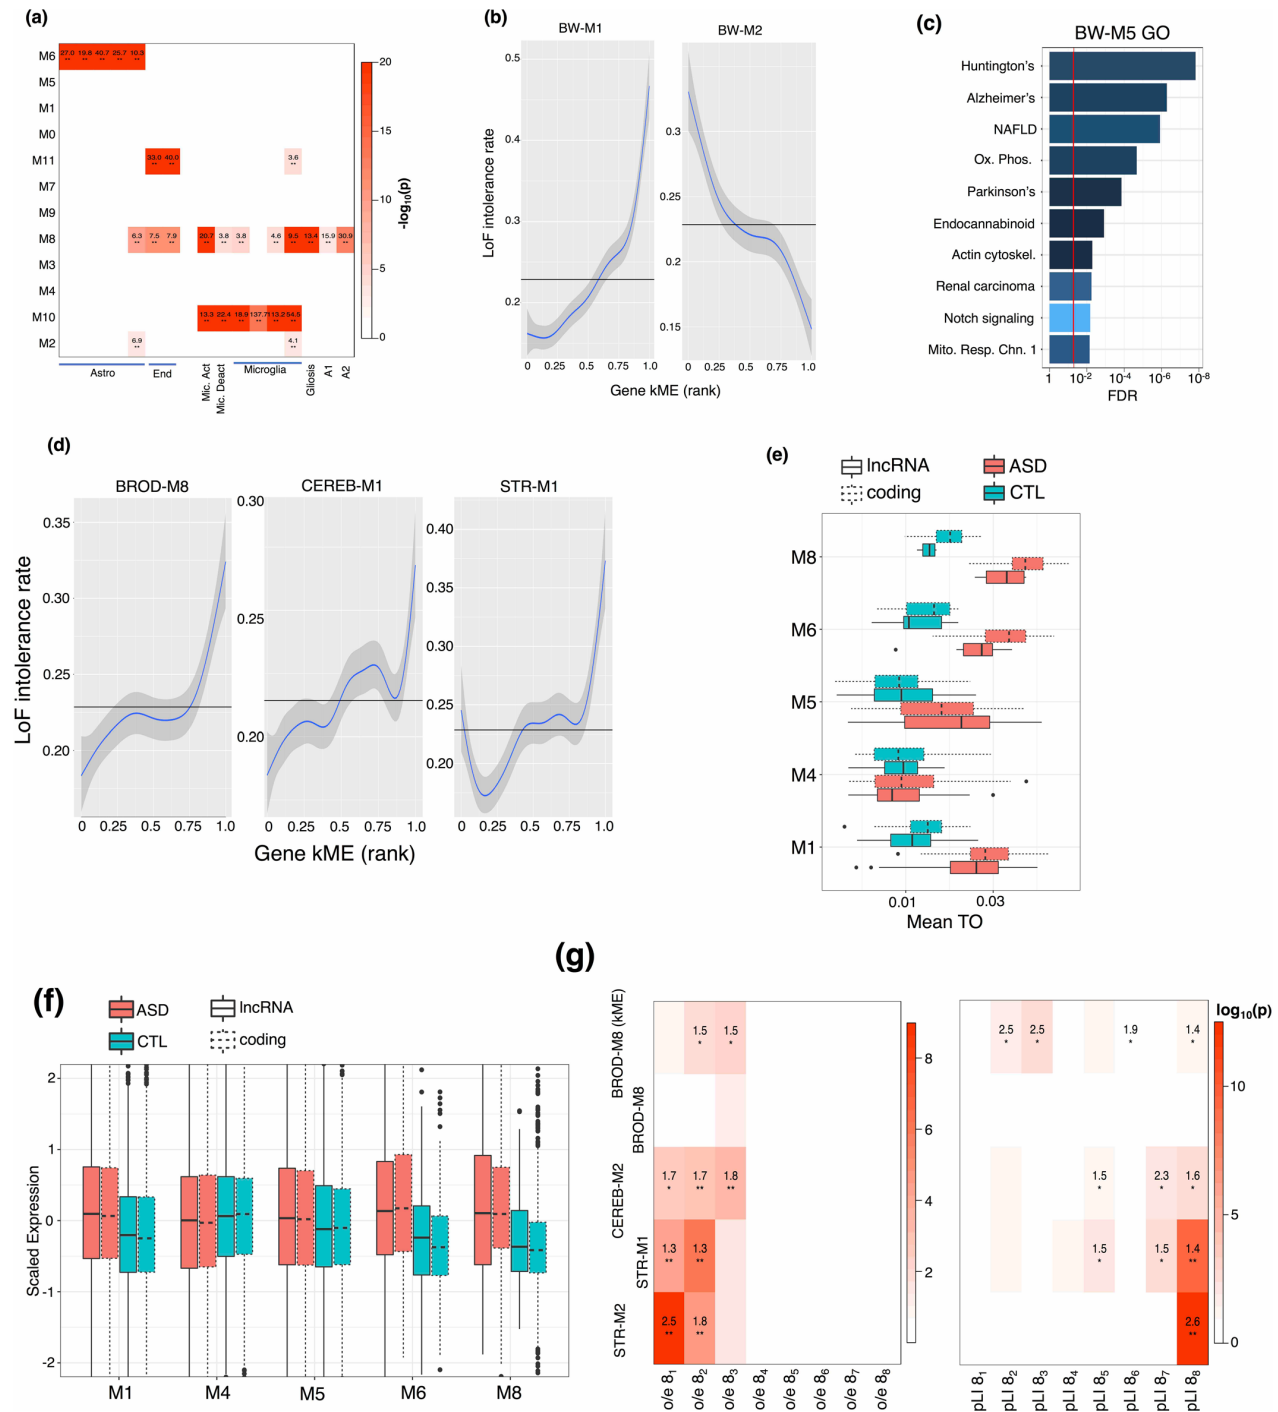 (a)
M6
M5
M1
M0
M11
M7
M9
M8
M3
M4
M10
M2
27.0 19.8 40.7 25.7 10.3
** ** ** ** **
33.0 40.0 3.6
** ** **
6.3 7.5 7.9 20.7 3.8 3.8 4.6 9.5 13.4 15.9 30.9
** ** ** ** ** ** ** ** ** ** **
13.3 22.4 18.9 137.7 13.2 54.5
** ** ** ** ** **
6.9 4.1
** **
Astro
End
Mic. Act
Mic. Deact
Microglia
Gliosis
A1
A2
20
15
10
5
0
-log10(p)
(b)
BW-M1
BW-M2
LoF intolerance rate
0.5
0.4
0.3
0.2
0.3
0.25
0.2
0.15
0 0.25 0.5 0.75 1.0
0 0.25 0.5 0.75 1.0
Gene kME (rank)
(c)
BW-M5 GO
Huntington's
Alzheimer's
NAFLD
Ox. Phos.
Parkinson's
Endocannabinoid
Actin cytoskel.
Renal carcinoma
Notch signaling
Mito. Resp. Chn. 1
1 10-2 10-4 10-6 10-8
FDR
(d)
BROD-M8
CEREB-M1
STR-M1
LoF intolerance rate
0.35
0.30
0.25
0.20
0.30
0.25
0.20
0.40
0.35
0.40
0.25
0.20
0 0.25 0.5 0.75 1.0
0 0.25 0.5 0.75 1.0
0 0.25 0.5 0.75 1.0
Gene kME (rank)
(e)
lncRNA
coding
ASD
CTL
M8
M6
M5
M4
M1
0.01 0.03
Mean TO
(f)
ASD
CTL
lncRNA
coding
Scaled Expression
2
1
0
-1
-2
M1 M4 M5 M6 M8
(g)
BROD-M8 (kME)
BROD-M8
CEREB-M2
STR-M1
STR-M2
1.5 1.5
* *
1.7 1.7 1.8
* ** **
1.3 1.3
** **
2.5 1.8
** **
o/e 81
o/e 82
o/e 83
o/e 84
o/e 85
o/e 86
o/e 87
o/e 88
8
6
4
2
2.5 2.5 1.9 1.4
* * * *
1.5 2.3 1.6
* * *
1.5 1.5 1.4
* * **
2.6
**
pLI 81
pLI 82
pLI 83
pLI 84
pLI 85
pLI 86
pLI 87
pLI 88
log10(p)
10
5
0